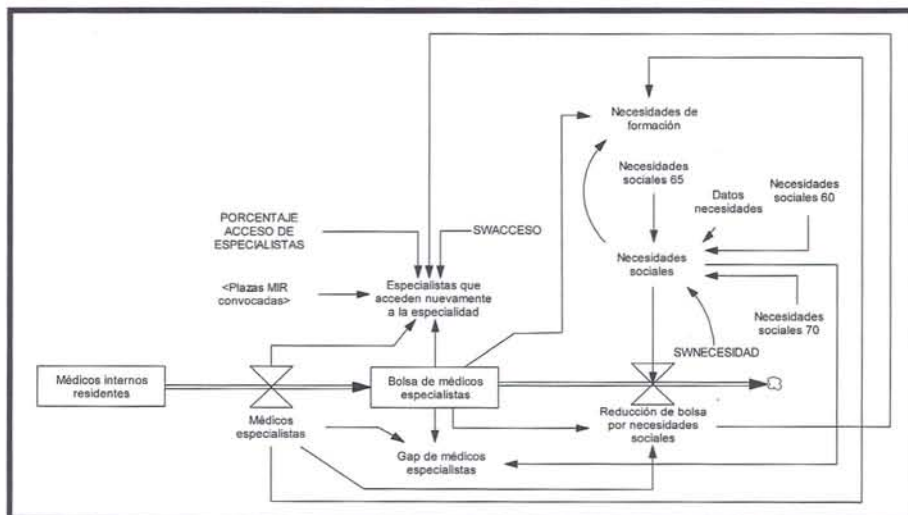 Necesidades de
formación
Necesidades
sociales 65
Datos
necesidades
Necesidades
sociales 60
PORCENTAJE
ACCESO DE
ESPECIALISTAS
SWACCESO
Necesidades
sociales
<Plazas MIR
convocadas>
Especialistas que
acceden nuevamente
a la especialidad
Necesidades
sociales 70
SWNECESIDAD
Médicos internos
residentes
Bolsa de médicos
especialistas
Médicos
especialistas
Reducción de bolsa
por necesidades
sociales
Gap de médicos
especialistas